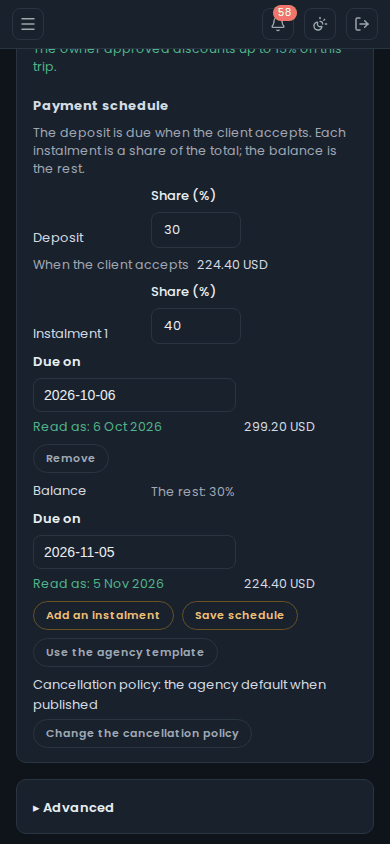 58
The owner approved discounts up to 15% on this
trip.
Payment schedule
The deposit is due when the client accepts. Each
instalment is a share of the total; the balance is
the rest.
Share (%)
Deposit
30
When the client accepts 224.40 USD
Share (%)
Instalment 1
40
Due on
2026-10-06
Read as: 6 Oct 2026 299.20 USD
Remove
Balance The rest: 30%
Due on
2026-11-05
Read as: 5 Nov 2026 224.40 USD
Add an instalment Save schedule
Use the agency template
Cancellation policy: the agency default when
published
Change the cancellation policy
▸ Advanced